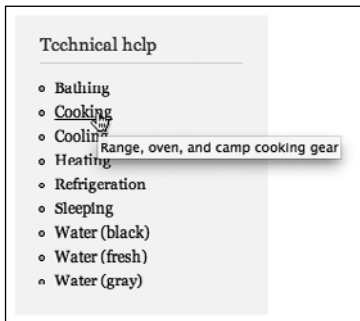 Technical help
Bathing
Cooking
Cooling
Range, oven, and camp cooking gear
Heating
Refrigeration
Sleeping
Water (black)
Water (fresh)
Water (gray)